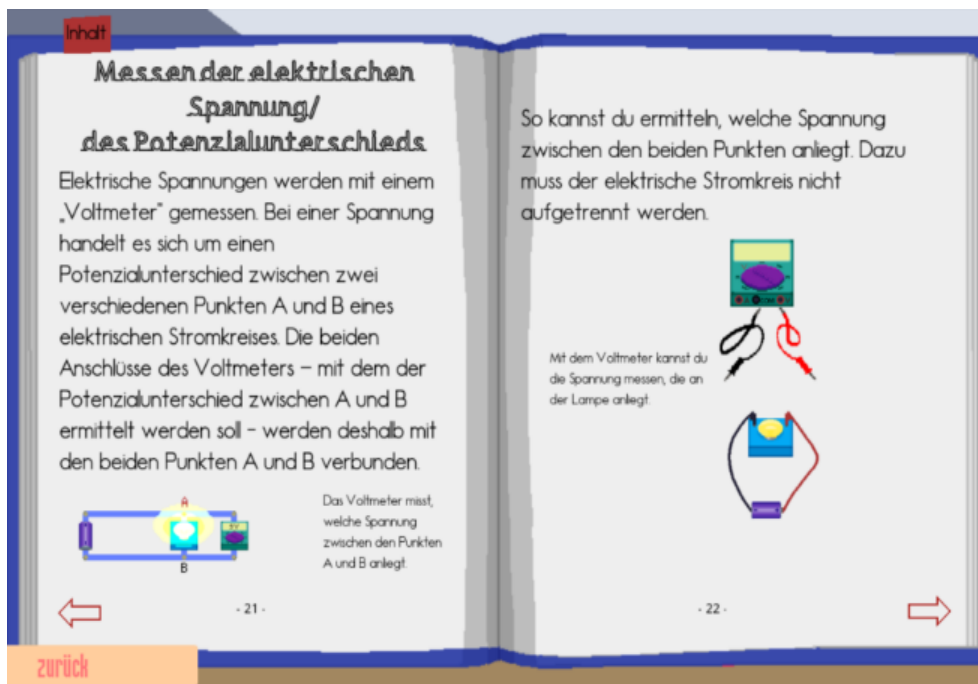 Inhalt
Messen der elektrischen
Spannung/
des Potenzialunterschieds
Elektrische Spannungen werden mit einem
„Voltmeter" gemessen. Bei einer Spannung
handelt es sich um einen
Potenzialunterschied zwischen zwei
verschiedenen Punkten A und B eines
elektrischen Stromkreises. Die beiden
Anschlüsse des Voltmeters – mit dem der
Potenzialunterschied zwischen A und B
ermittelt werden soll – werden deshalb mit
den beiden Punkten A und B verbunden.
A
B
Das Voltmeter misst,
welche Spannung
zwischen den Punkten
A und B anliegt.
- 21 -
So kannst du ermitteln, welche Spannung
zwischen den beiden Punkten anliegt. Dazu
muss der elektrische Stromkreis nicht
aufgetrennt werden.
Mit dem Voltmeter kannst du
die Spannung messen, die an
der Lampe anliegt.
- 22 -
zurück